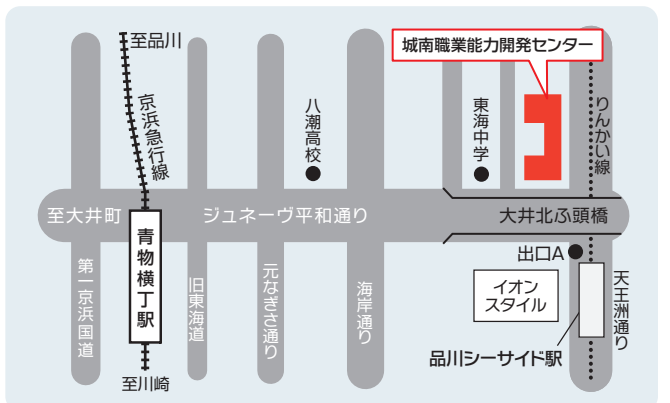 至品川
城南職業能力開発センター
京浜急行線
八潮高校
東海中学
りんかい線
至大井町
ジュネーヴ平和通り
大井北ふ頭橋
青物横丁駅
出口A
第一京浜国道
旧東海道
元なぎさ通り
海岸通り
イオン
スタイル
天王洲通り
品川シーサイド駅
至川崎